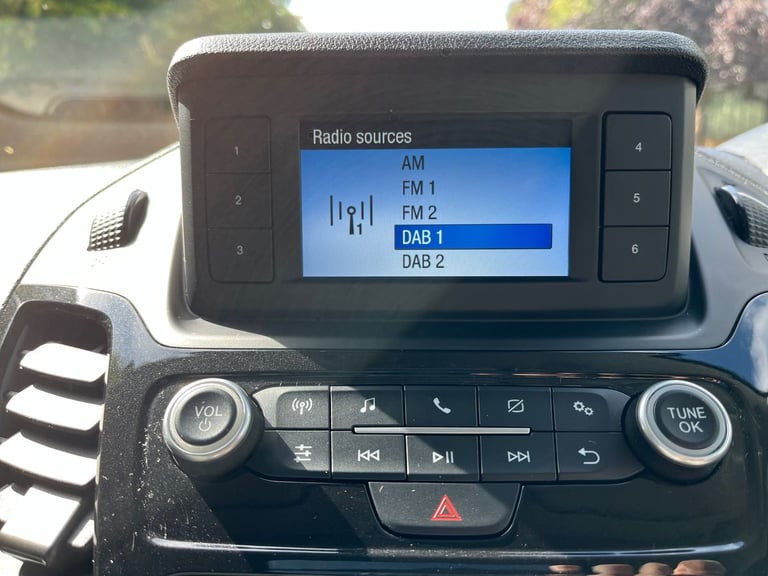 Radio sources
AM
FM 1
FM 2
DAB 1
DAB 2
1
1
2
3
4
5
6
VOL
TUNE
OK